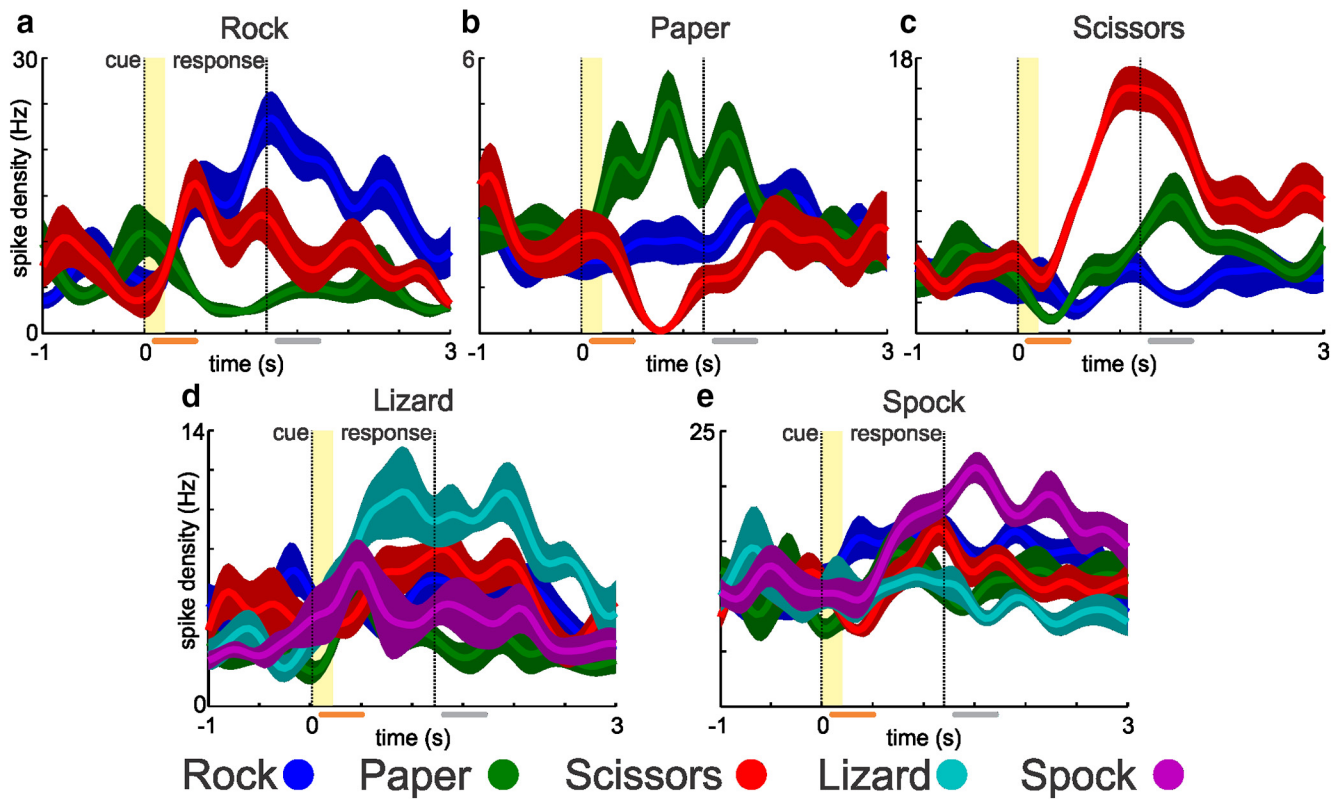 a Rock
b Paper
c Scissors
30
cue response
6
18
spike density (Hz)
0
-1 0 3
time (s)
-1 0 3
time (s)
-1 0 3
time (s)
d Lizard
e Spock
14
cue response
25
cue response
spike density (Hz)
0
-1 0 3
time (s)
-1 0 3
time (s)
Rock Paper Scissors Lizard Spock